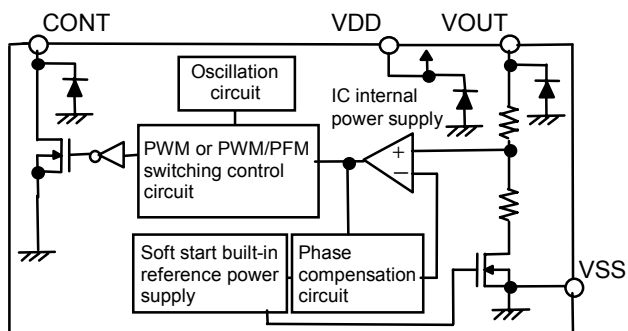 CONT
VDD
VOUT
Oscillation
circuit
IC internal
power supply
PWM or PWM/PFM
switching control
circuit
+
−
Soft start built-in
reference power
supply
Phase
compensation
circuit
VSS